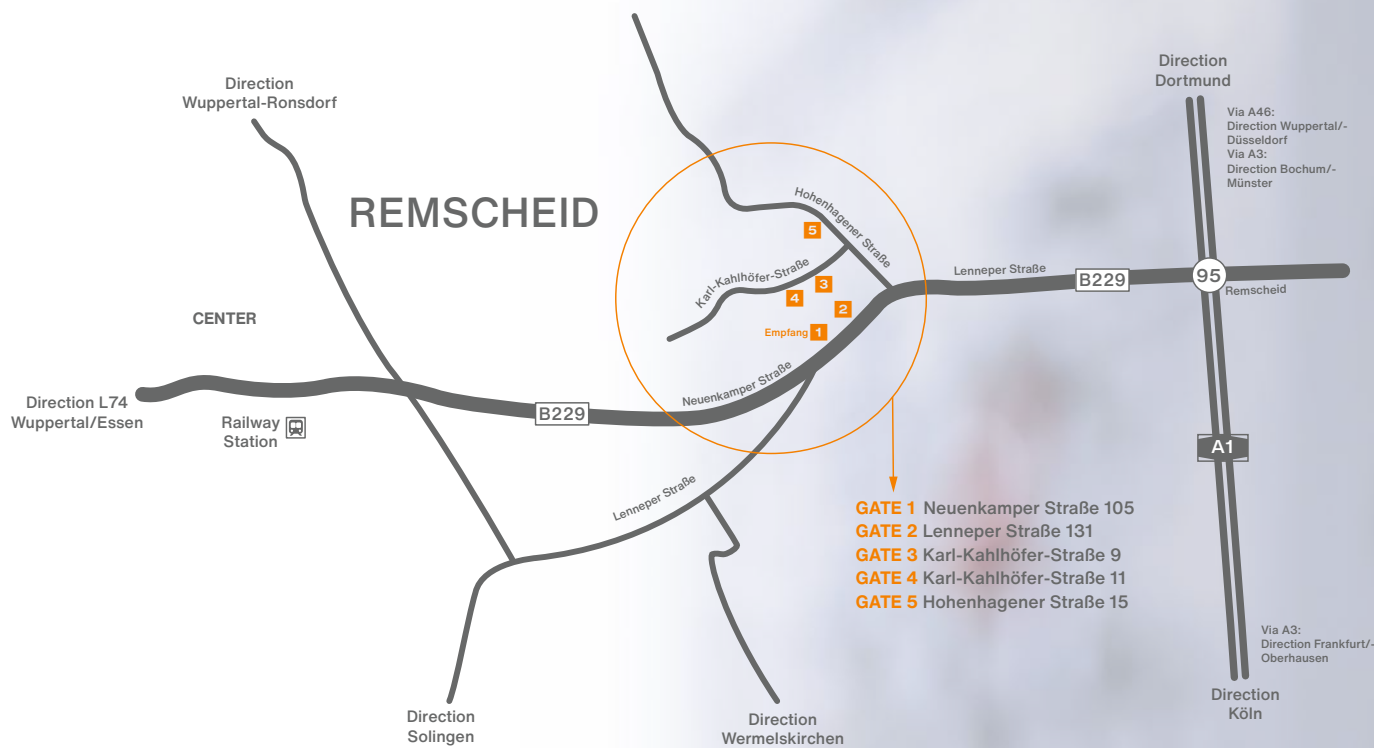 Direction
Wuppertal-Ronsdorf
REMSCHEID
CENTER
Direction L74
Wuppertal/Essen
Railway
Station
B229
Neuenkamper Straße
Lenneper Straße
Direction
Solingen
Direction
Wermelskirchen
Hohenhagener Straße
Karl-Kahlhöfer-Straße
5
3
4
2
Empfang 1
Lenneper Straße
B229
95
Remscheid
Direction
Dortmund
Via A46:
Direction Wuppertal/-
Düsseldorf
Via A3:
Direction Bochum/-
Münster
A1
GATE 1 Neuenkamper Straße 105
GATE 2 Lenneper Straße 131
GATE 3 Karl-Kahlhöfer-Straße 9
GATE 4 Karl-Kahlhöfer-Straße 11
GATE 5 Hohenhagener Straße 15
Via A3:
Direction Frankfurt/-
Oberhausen
Direction
Köln